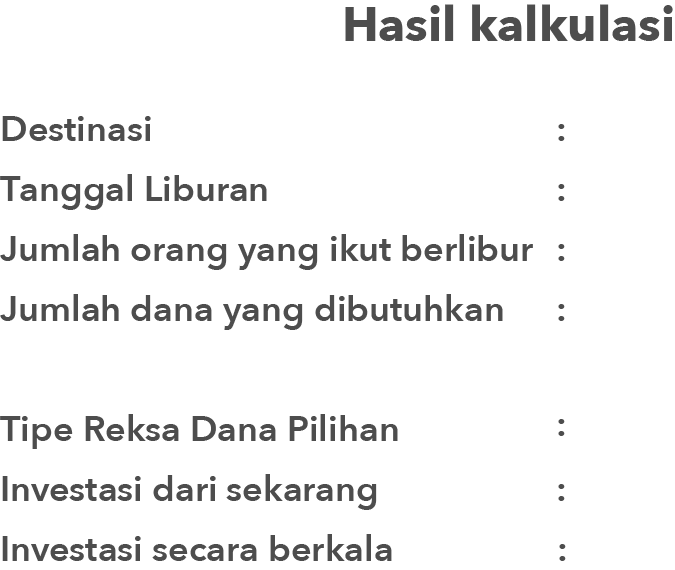 Hasil kalkulasi
Destinasi :
Tanggal Liburan :
Jumlah orang yang ikut berlibur :
Jumlah dana yang dibutuhkan :
Tipe Reksa Dana Pilihan :
Investasi dari sekarang :
Investasi secara berkala :